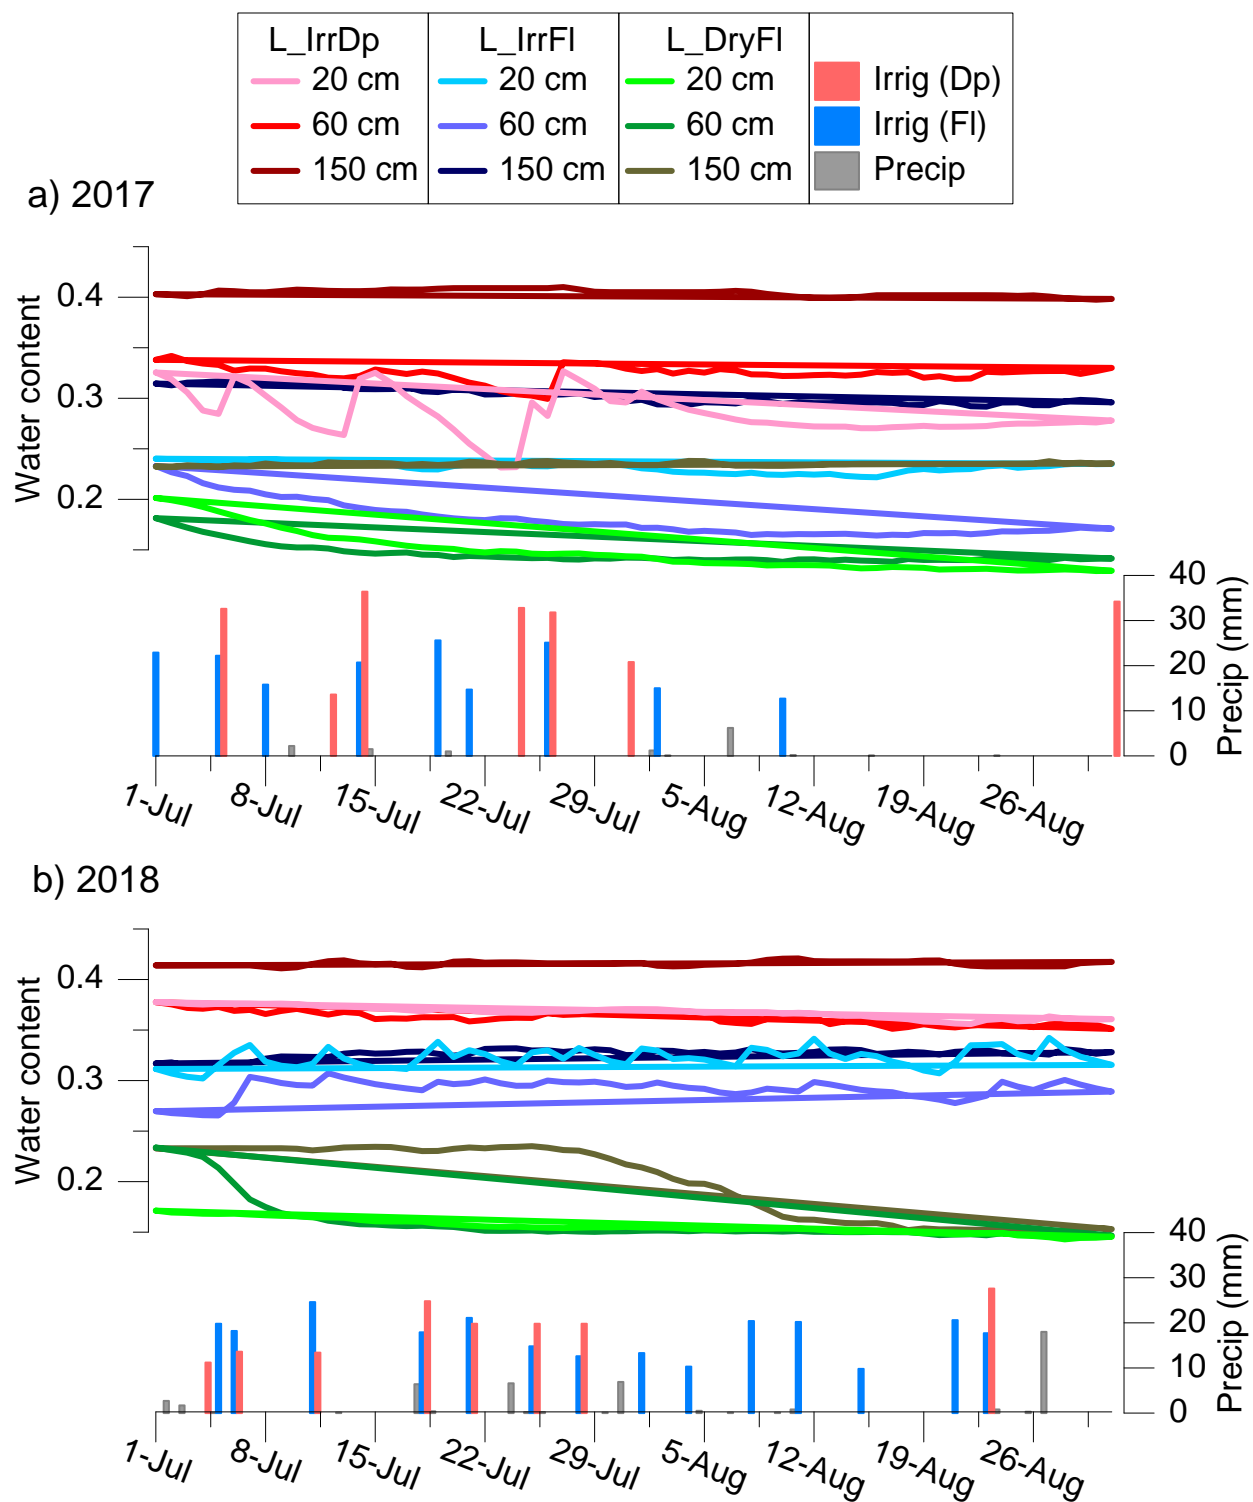 L_IrrDp L_IrrFl L_DryFl
20 cm 20 cm 20 cm Irrig (Dp)
60 cm 60 cm 60 cm Irrig (Fl)
150 cm 150 cm 150 cm Precip
a) 2017
Water content
0.4
0.3
0.2
40
30
20
10
0
Precip (mm)
1-Jul 8-Jul 15-Jul 22-Jul 29-Jul 5-Aug 12-Aug 19-Aug 26-Aug
b) 2018
Water content
0.4
0.3
0.2
40
30
20
10
0
Precip (mm)
1-Jul 8-Jul 15-Jul 22-Jul 29-Jul 5-Aug 12-Aug 19-Aug 26-Aug